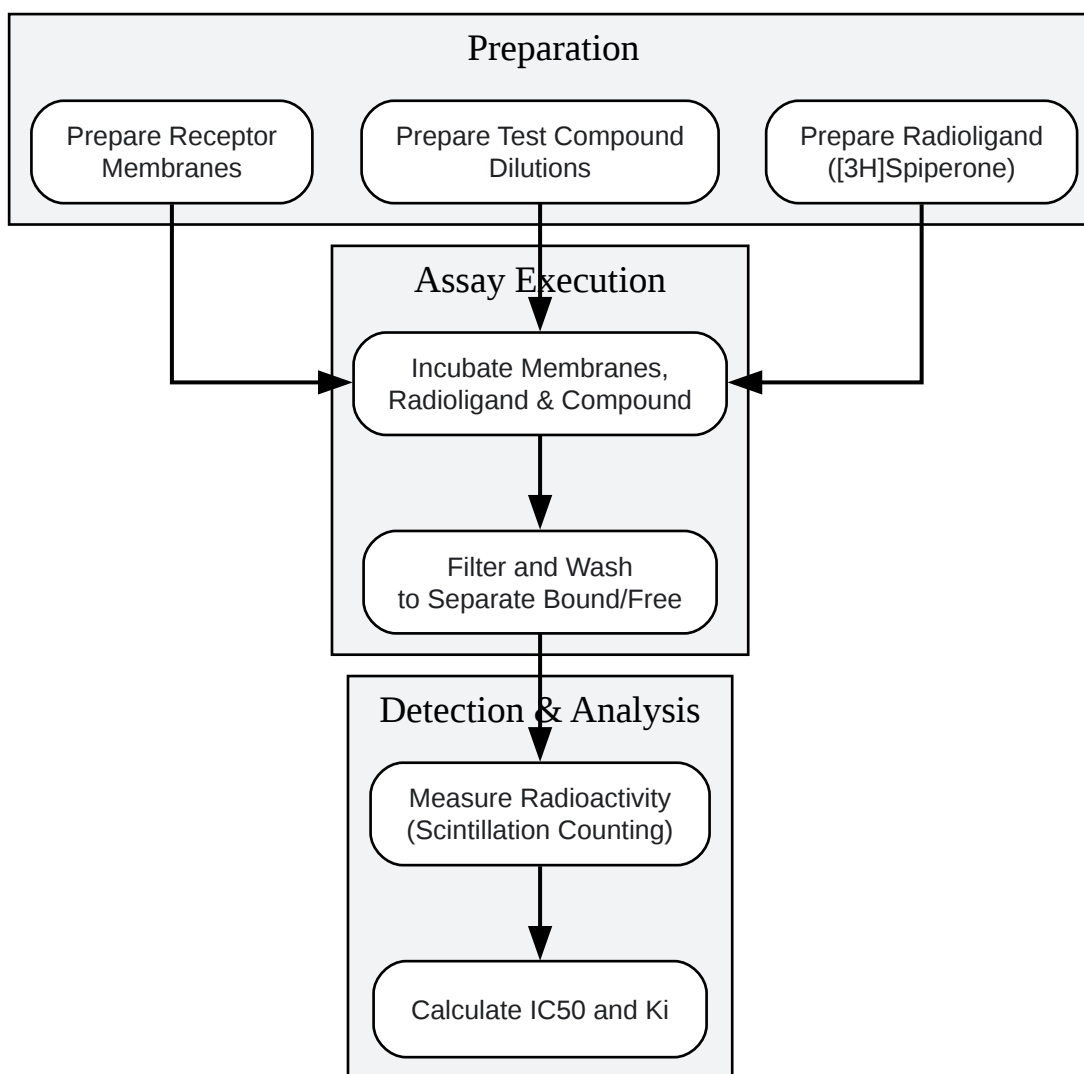 Preparation
Prepare Receptor
Membranes
Prepare Test Compound
Dilutions
Prepare Radioligand
([3H]Spiperone)
Assay Execution
Incubate Membranes,
Radioligand & Compound
Filter and Wash
to Separate Bound/Free
Detection & Analysis
Measure Radioactivity
(Scintillation Counting)
Calculate IC50 and Ki